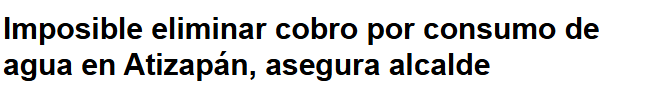 Imposible eliminar cobro por consumo de
agua en Atizapán, asegura alcalde